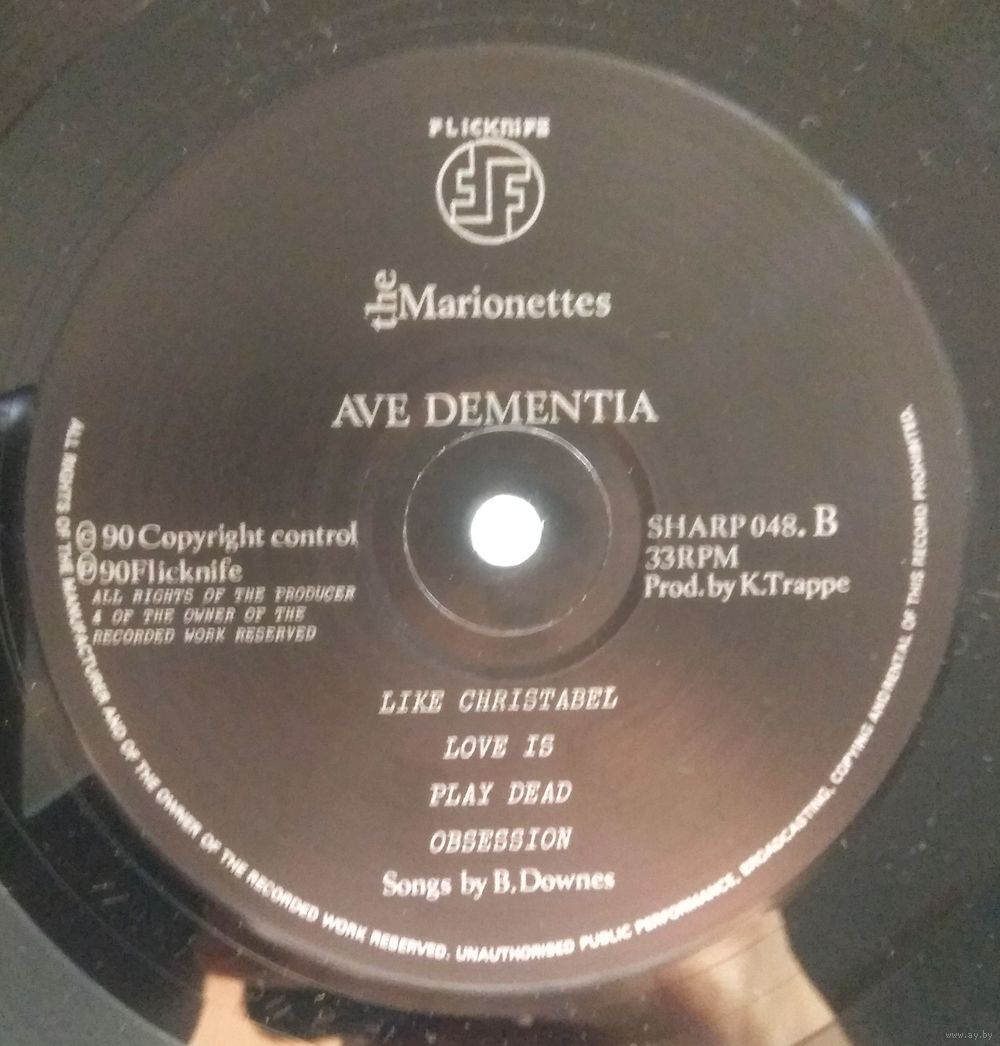 FLICKNIFE
the Marionettes
AVE DEMENTIA
© 90 Copyright control
℗90Flicknife
ALL RIGHTS OF THE PRODUCER
& OF THE OWNER OF THE
RECORDED WORK RESERVED
SHARP 048. B
33RPM
Prod. by K.Trappe
LIKE CHRISTABEL
LOVE IS
PLAY DEAD
OBSESSION
Songs by B.Downes
ALL RIGHTS OF THE MANUFACTURER AND OF THE OWNER OF THE RECORDED WORK RESERVED. UNAUTHORISED PUBLIC PERFORMANCE, BROADCASTING, COPYING AND RENTAL OF THIS RECORD PROHIBITED.
www.ay.by